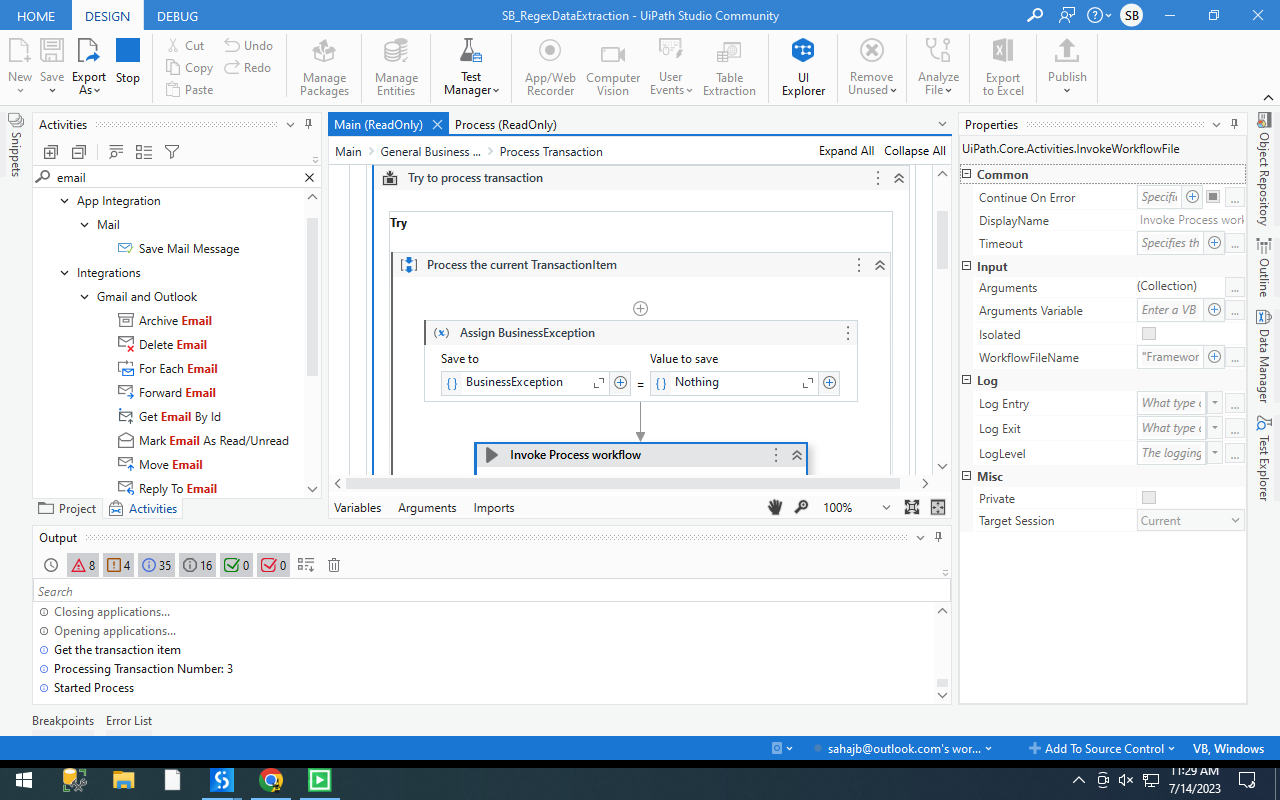 HOME DESIGN DEBUG SB_RegexDataExtraction - UiPath Studio Community SB
New Save Export As Stop Cut Copy Paste Undo Redo Manage Packages Manage Entities Test Manager App/Web Recorder Computer Vision User Events Table Extraction UI Explorer Remove Unused Analyze File Export to Excel Publish
Snippets
Activities
email
App Integration
Mail
Save Mail Message
Integrations
Gmail and Outlook
Archive Email
Delete Email
For Each Email
Forward Email
Get Email By Id
Mark Email As Read/Unread
Move Email
Reply To Email
Project Activities
Main (ReadOnly) Process (ReadOnly)
Main General Business ... Process Transaction Expand All Collapse All
Try to process transaction
Try
Process the current TransactionItem
(x) Assign BusinessException
Save to Value to save
{ } BusinessException = { } Nothing
Invoke Process workflow
Variables Arguments Imports 100%
Properties
UiPath.Core.Activities.InvokeWorkflowFile
Common
Continue On Error Specifi ...
DisplayName Invoke Process work
Timeout Specifies th ...
Input
Arguments (Collection) ...
Arguments Variable Enter a VB ...
Isolated
WorkflowFileName "Framewor ...
Log
Log Entry What type o ...
Log Exit What type o ...
LogLevel The logging ...
Misc
Private
Target Session Current
Object Repository
Outline
Data Manager
Test Explorer
Output
8 4 35 16 0 0
Search
Closing applications...
Opening applications...
Get the transaction item
Processing Transaction Number: 3
Started Process
Breakpoints Error List
sahajb@outlook.com's wor... Add To Source Control VB, Windows
11:29 AM
7/14/2023